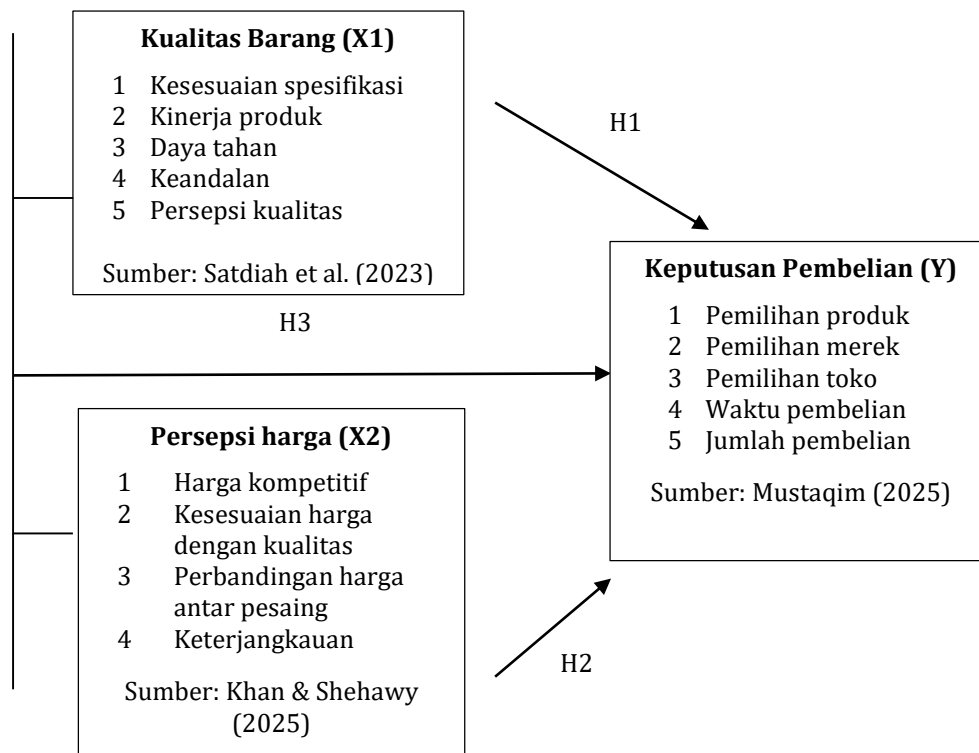 Kualitas Barang (X1)
1 Kesesuaian spesifikasi
2 Kinerja produk
3 Daya tahan
4 Keandalan
5 Persepsi kualitas
Sumber: Satdiah et al. (2023)
H1
H3
Keputusan Pembelian (Y)
1 Pemilihan produk
2 Pemilihan merek
3 Pemilihan toko
4 Waktu pembelian
5 Jumlah pembelian
Sumber: Mustaqim (2025)
Persepsi harga (X2)
1 Harga kompetitif
2 Kesesuaian harga
dengan kualitas
3 Perbandingan harga
antar pesaing
4 Keterjangkauan
Sumber: Khan & Shehawy
(2025)
H2